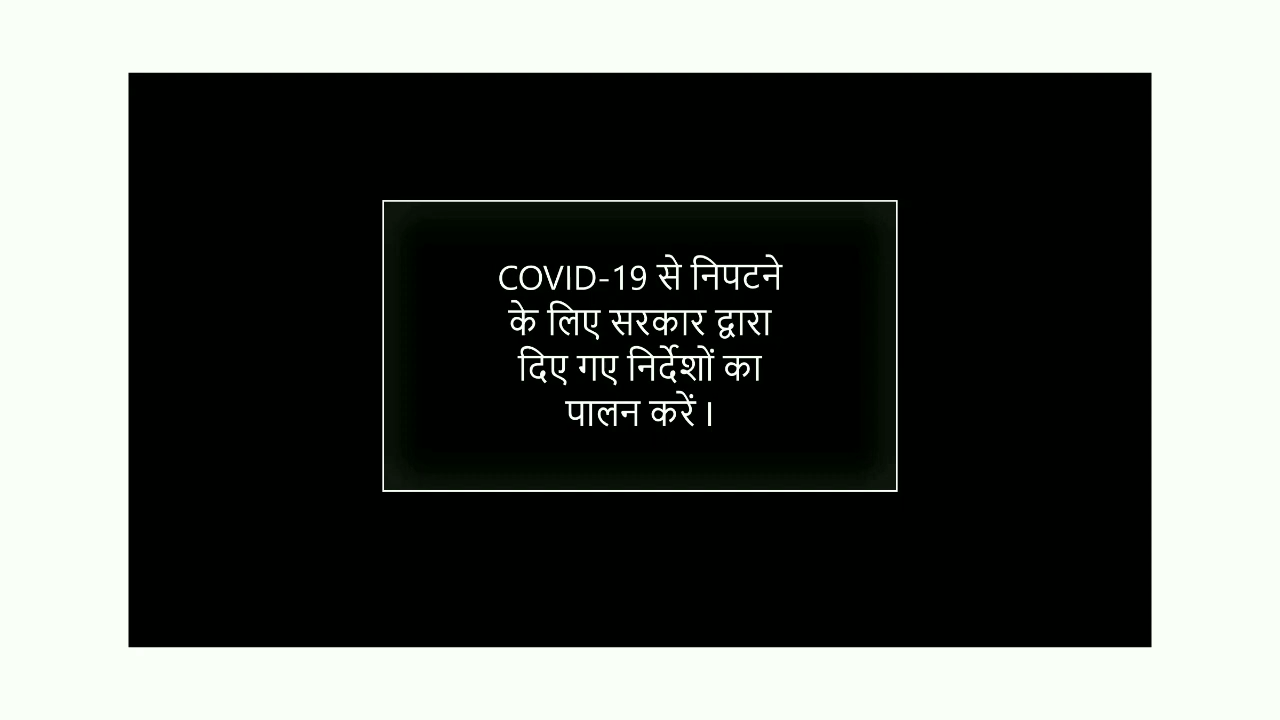 COVID-19 से निपटने
के लिए सरकार द्वारा
दिए गए निर्देशों का
पालन करें ।